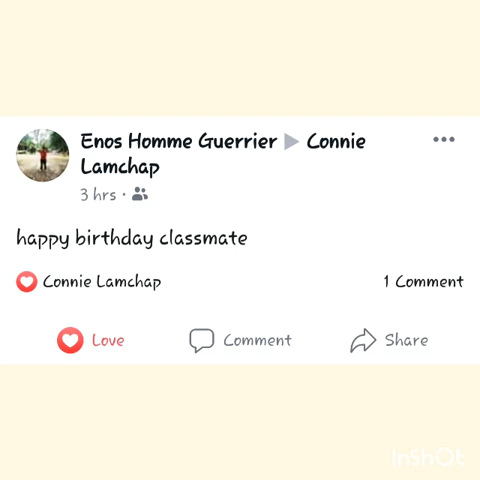 Enos Homme Guerrier ▶ Connie
Lamchap
3 hrs ·
happy birthday classmate
Connie Lamchap 1 Comment
Love Comment Share
InShOt